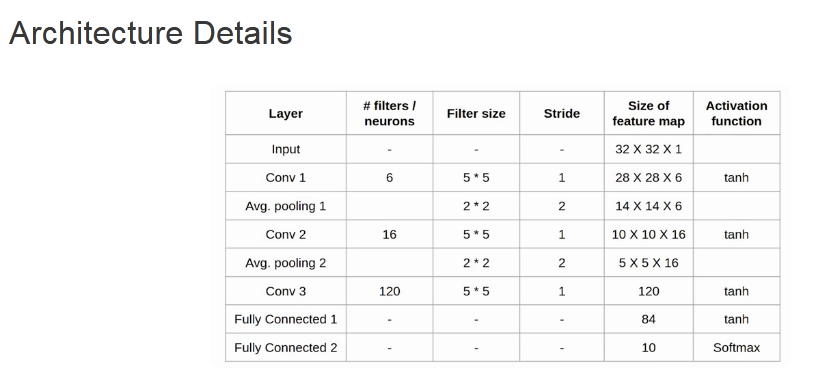 Architecture Details
Layer # filters / neurons Filter size Stride Size of feature map Activation function
Input - - - 32 X 32 X 1
Conv 1 6 5 * 5 1 28 X 28 X 6 tanh
Avg. pooling 1 2 * 2 2 14 X 14 X 6
Conv 2 16 5 * 5 1 10 X 10 X 16 tanh
Avg. pooling 2 2 * 2 2 5 X 5 X 16
Conv 3 120 5 * 5 1 120 tanh
Fully Connected 1 - - - 84 tanh
Fully Connected 2 - - - 10 Softmax